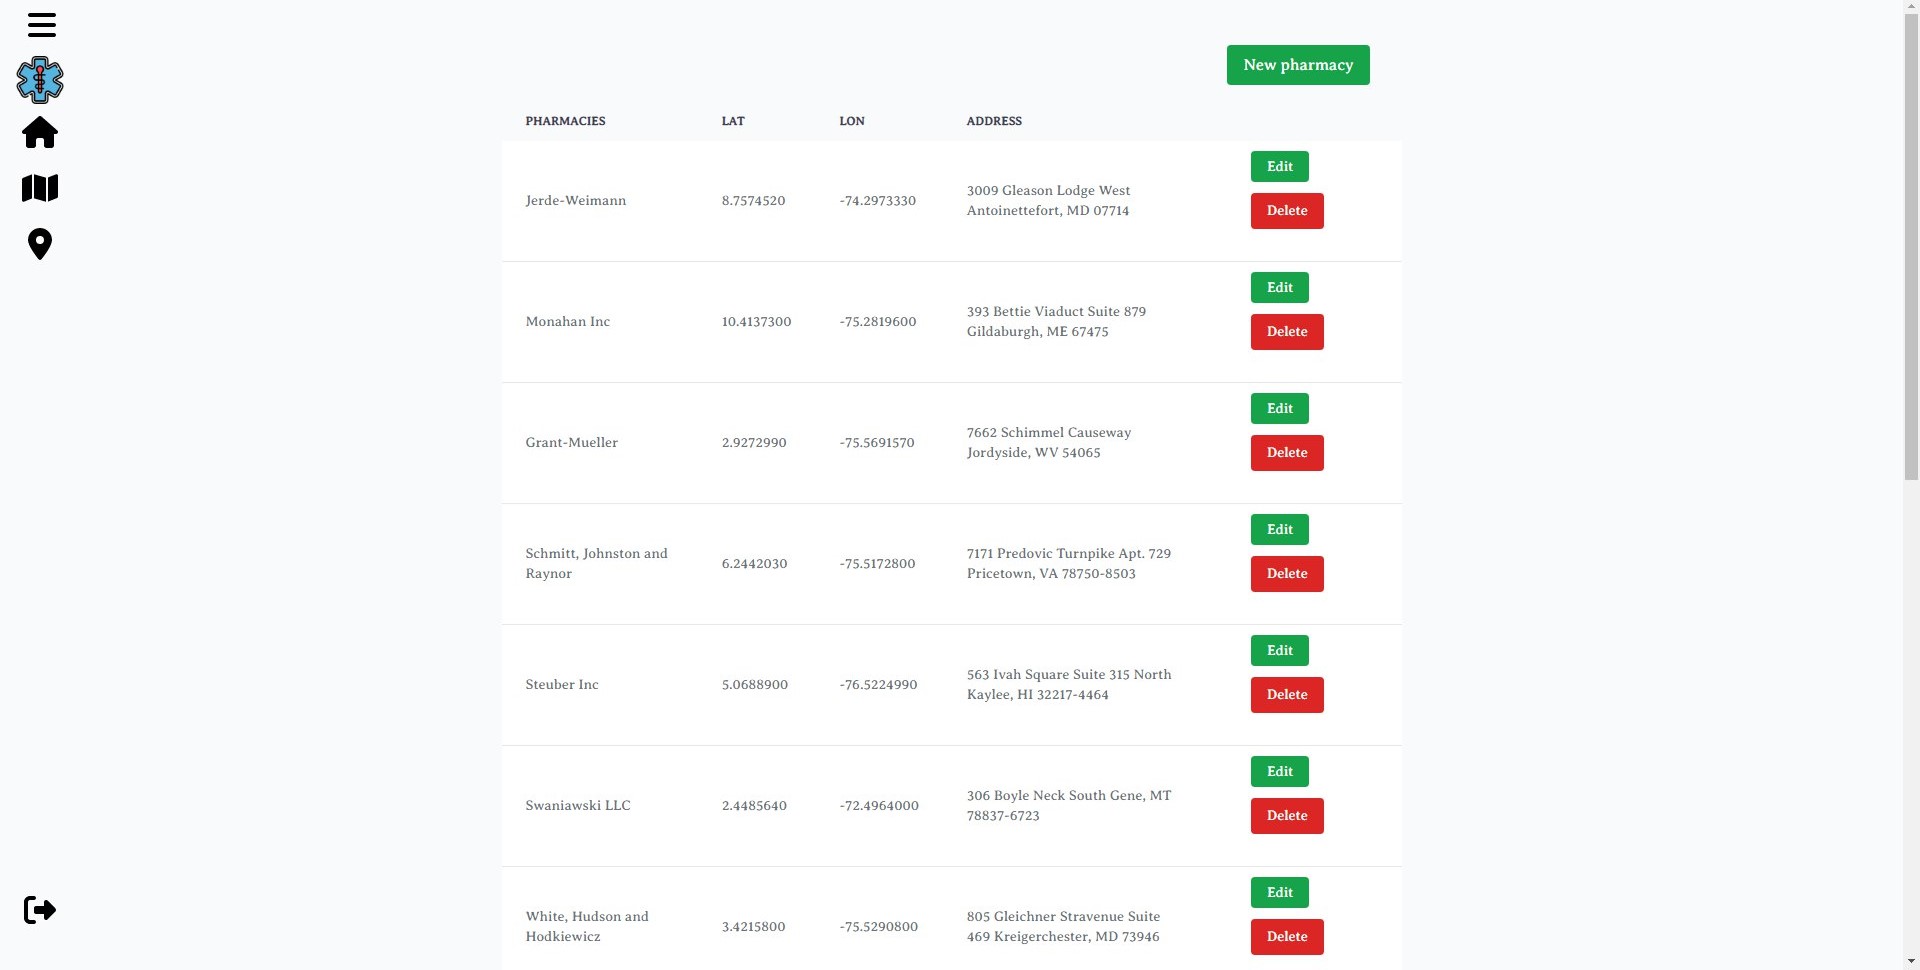 New pharmacy
PHARMACIES LAT LON ADDRESS
Edit
Jerde-Weimann 8.7574520 -74.2973330 3009 Gleason Lodge West
Antoinettefort, MD 07714
Delete
Edit
Monahan Inc 10.4137300 -75.2819600 393 Bettie Viaduct Suite 879
Gildaburgh, ME 67475
Delete
Edit
Grant-Mueller 2.9272990 -75.5691570 7662 Schimmel Causeway
Jordyside, WV 54065
Delete
Edit
Schmitt, Johnston and
Raynor
6.2442030 -75.5172800
7171 Predovic Turnpike Apt. 729
Pricetown, VA 78750-8503
Delete
Edit
Steuber Inc 5.0688900 -76.5224990 563 Ivah Square Suite 315 North
Kaylee, HI 32217-4464
Delete
Edit
Swaniawski LLC 2.4485640 -72.4964000 306 Boyle Neck South Gene, MT
78837-6723
Delete
Edit
White, Hudson and
Hodkiewicz
3.4215800 -75.5290800
805 Gleichner Stravenue Suite
469 Kreigerchester, MD 73946
Delete